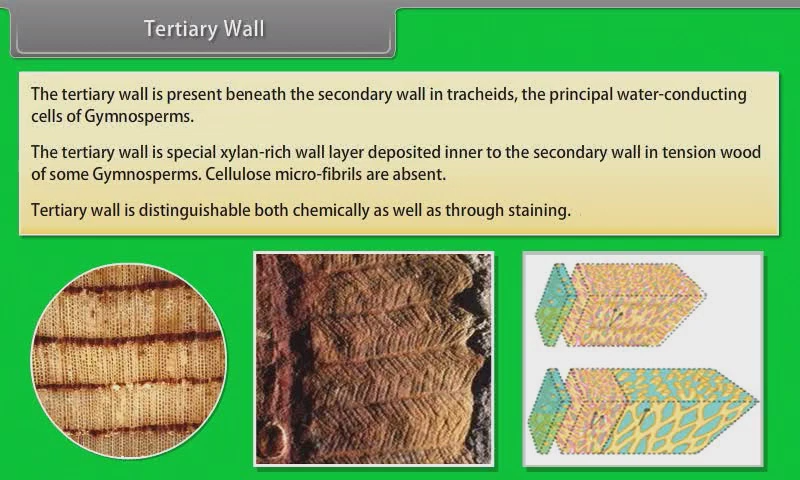 Tertiary Wall
The tertiary wall is present beneath the secondary wall in tracheids, the principal water-conducting
cells of Gymnosperms.
The tertiary wall is special xylan-rich wall layer deposited inner to the secondary wall in tension wood
of some Gymnosperms. Cellulose micro-fibrils are absent.
Tertiary wall is distinguishable both chemically as well as through staining.